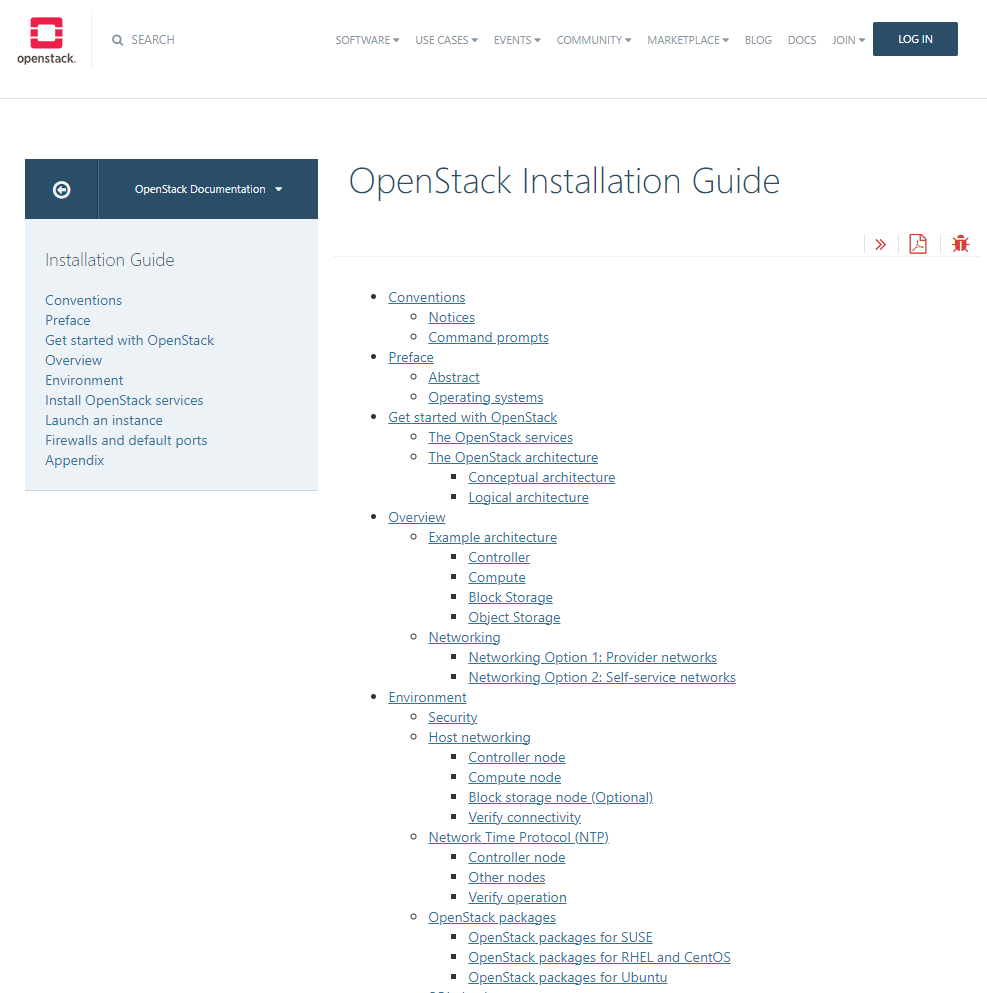 openstack.
SEARCH
SOFTWARE USE CASES EVENTS COMMUNITY MARKETPLACE BLOG DOCS JOIN LOG IN
OpenStack Documentation
OpenStack Installation Guide
Installation Guide
Conventions
Preface
Get started with OpenStack
Overview
Environment
Install OpenStack services
Launch an instance
Firewalls and default ports
Appendix
Conventions
Notices
Command prompts
Preface
Abstract
Operating systems
Get started with OpenStack
The OpenStack services
The OpenStack architecture
Conceptual architecture
Logical architecture
Overview
Example architecture
Controller
Compute
Block Storage
Object Storage
Networking
Networking Option 1: Provider networks
Networking Option 2: Self-service networks
Environment
Security
Host networking
Controller node
Compute node
Block storage node (Optional)
Verify connectivity
Network Time Protocol (NTP)
Controller node
Other nodes
Verify operation
OpenStack packages
OpenStack packages for SUSE
OpenStack packages for RHEL and CentOS
OpenStack packages for Ubuntu